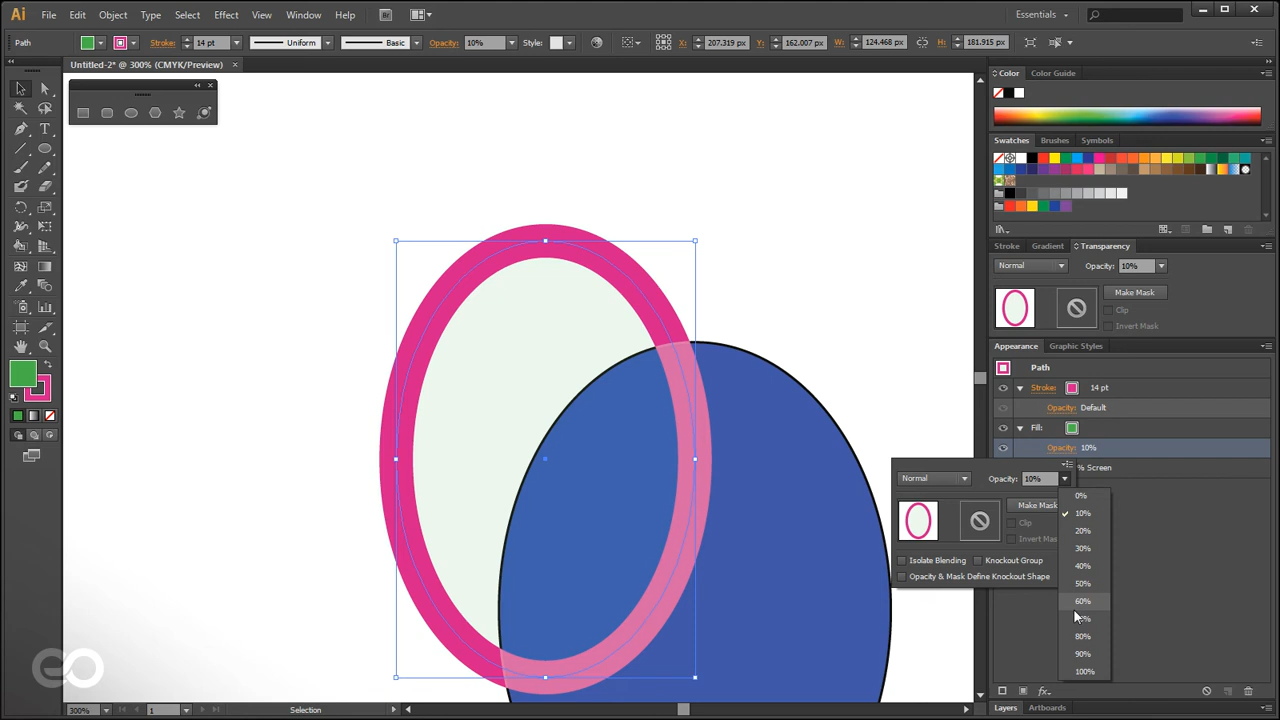 Ai File Edit Object Type Select Effect View Window Help Br Essentials
Path Stroke: 14 pt Uniform Basic Opacity: 10% Style: X: 207.319 px Y: 162.007 px W: 124.468 px H: 181.915 px
Untitled-2* @ 300% (CMYK/Preview) ×
Color Color Guide
Swatches Brushes Symbols
Stroke Gradient Transparency
Normal Opacity: 10%
Make Mask
Clip
Invert Mask
Appearance Graphic Styles
Path
Stroke: 14 pt
Opacity: Default
Fill:
Opacity: 10%
% Screen
Normal Opacity: 10%
Make Mask
Clip
Invert Mas
Isolate Blending Knockout Group
Opacity & Mask Define Knockout Shape
0%
10%
20%
30%
40%
50%
60%
80%
90%
100%
T
fx
eo
300% 1 Selection
Layers Artboards